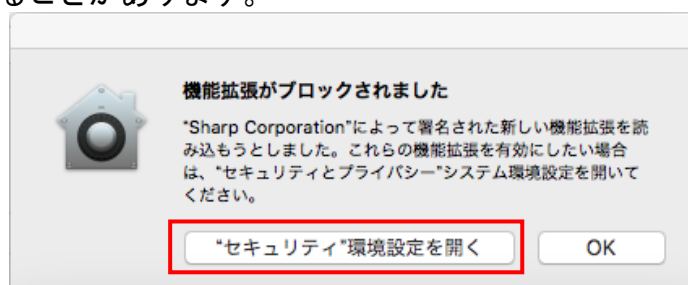 ることがあります。
機能拡張がブロックされました
"Sharp Corporation"によって署名された新しい機能拡張を読
み込もうとしました。これらの機能拡張を有効にしたい場合
は、"セキュリティとプライバシー"システム環境設定を開いて
ください。
"セキュリティ"環境設定を開く
OK